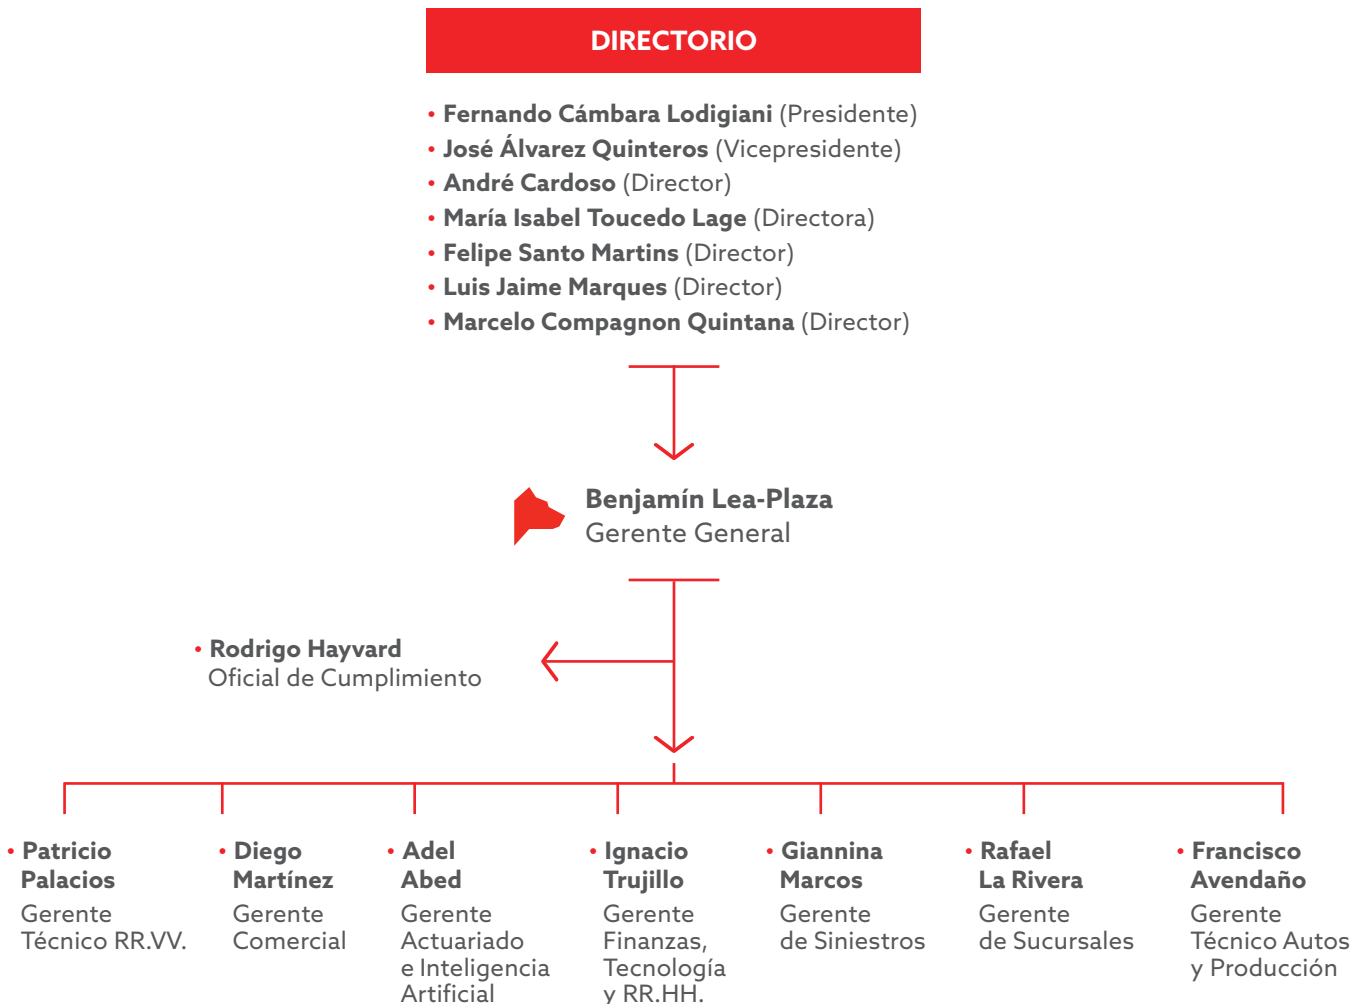 DIRECTORIO
• Fernando Cámbara Lodigiani (Presidente)
• José Álvarez Quinteros (Vicepresidente)
• André Cardoso (Director)
• María Isabel Toucedo Lage (Directora)
• Felipe Santo Martins (Director)
• Luis Jaime Marques (Director)
• Marcelo Compagnon Quintana (Director)
Benjamín Lea-Plaza
Gerente General
• Rodrigo Hayvard
Oficial de Cumplimiento
• Patricio
Palacios
Gerente
Técnico RR.VV.
• Diego
Martínez
Gerente
Comercial
• Adel
Abed
Gerente
Actuariado
e Inteligencia
Artificial
• Ignacio
Trujillo
Gerente
Finanzas,
Tecnología
y RR.HH.
• Giannina
Marcos
Gerente
de Siniestros
• Rafael
La Rivera
Gerente
de Sucursales
• Francisco
Avendaño
Gerente
Técnico Autos
y Producción